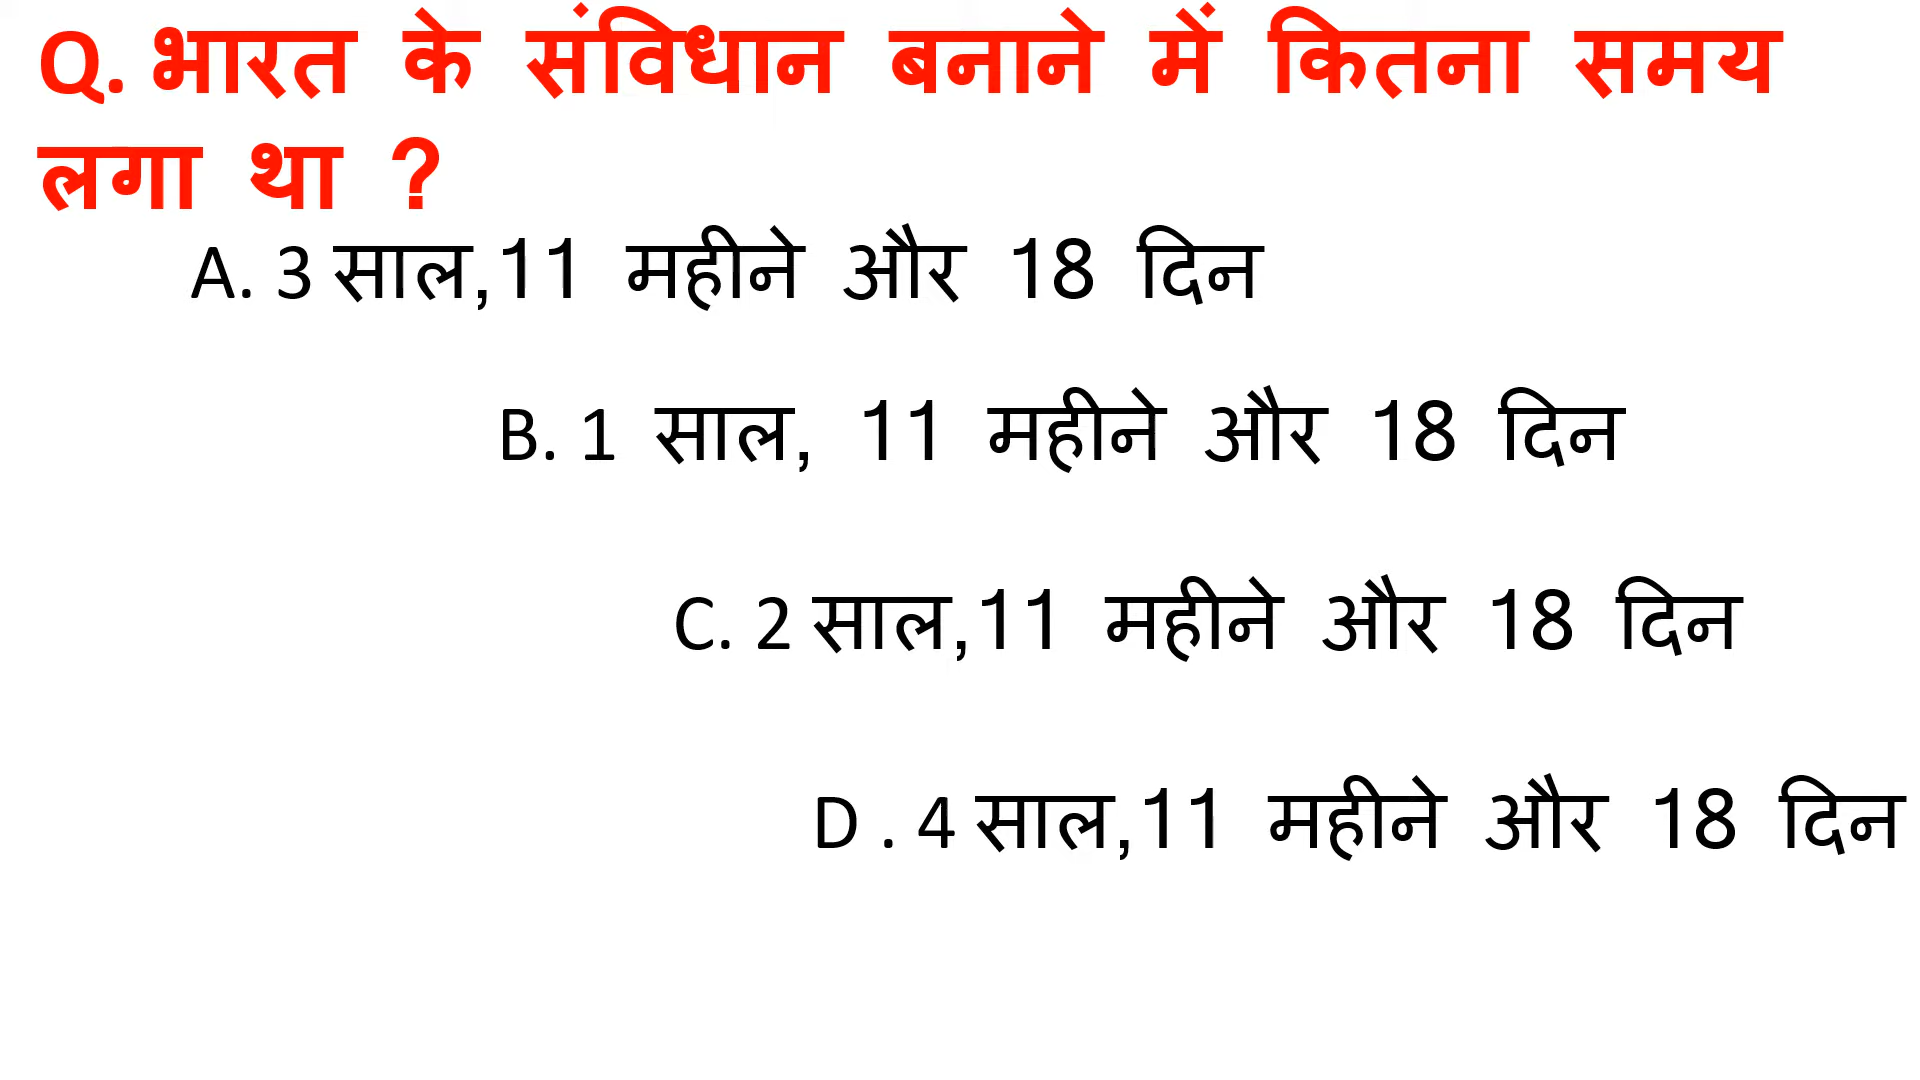 Q. भारत के संविधान बनाने में कितना समय
लगा था ?
A. 3 साल,11 महीने और 18 दिन
B. 1 साल, 11 महीने और 18 दिन
C. 2 साल,11 महीने और 18 दिन
D . 4 साल,11 महीने और 18 दिन